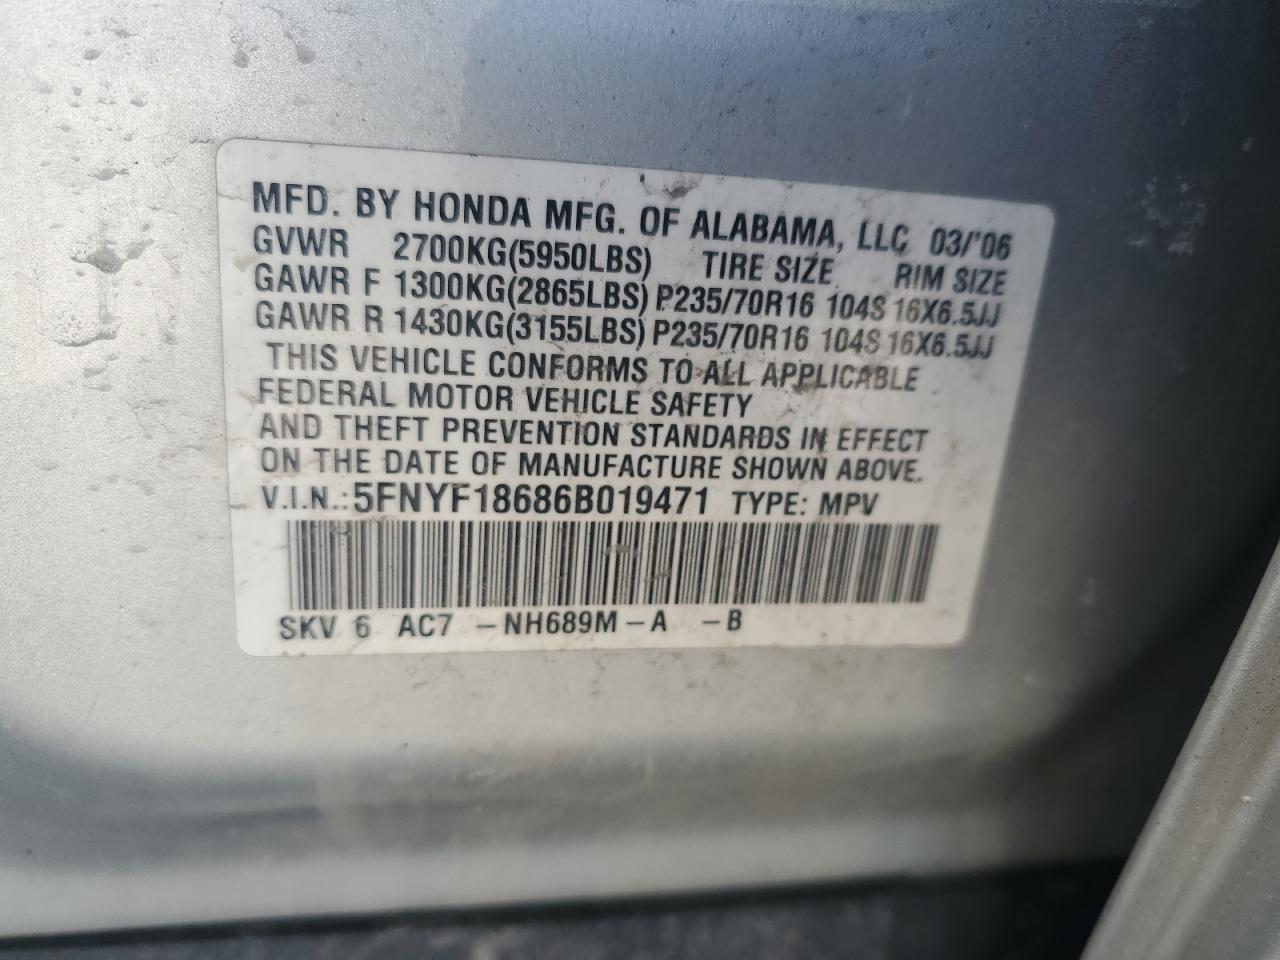 MFD. BY HONDA MFG. OF ALABAMA, LLC 03/'06
GVWR 2700KG(5950LBS) TIRE SIZE RIM SIZE
GAWR F 1300KG(2865LBS) P235/70R16 104S 16X6.5JJ
GAWR R 1430KG(3155LBS) P235/70R16 104S 16X6.5JJ
THIS VEHICLE CONFORMS TO ALL APPLICABLE
FEDERAL MOTOR VEHICLE SAFETY
AND THEFT PREVENTION STANDARDS IN EFFECT
ON THE DATE OF MANUFACTURE SHOWN ABOVE.
V.I.N.: 5FNYF18686B019471 TYPE: MPV
SKV 6 AC7 -NH689M-A -B